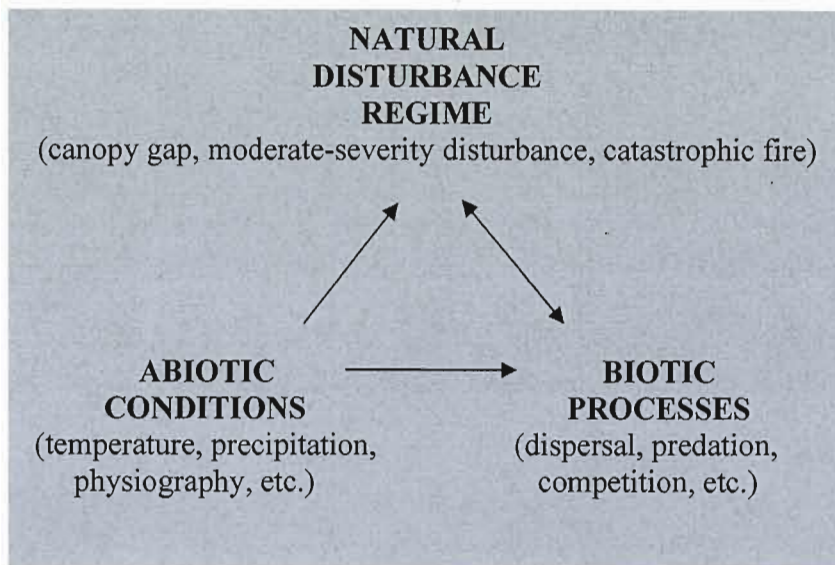 NATURAL
DISTURBANCE
REGIME
(canopy gap, moderate-severity disturbance, catastrophic fire)
ABIOTIC
CONDITIONS
(temperature, precipitation,
physiography, etc.)
BIOTIC
PROCESSES
(dispersal, predation,
competition, etc.)